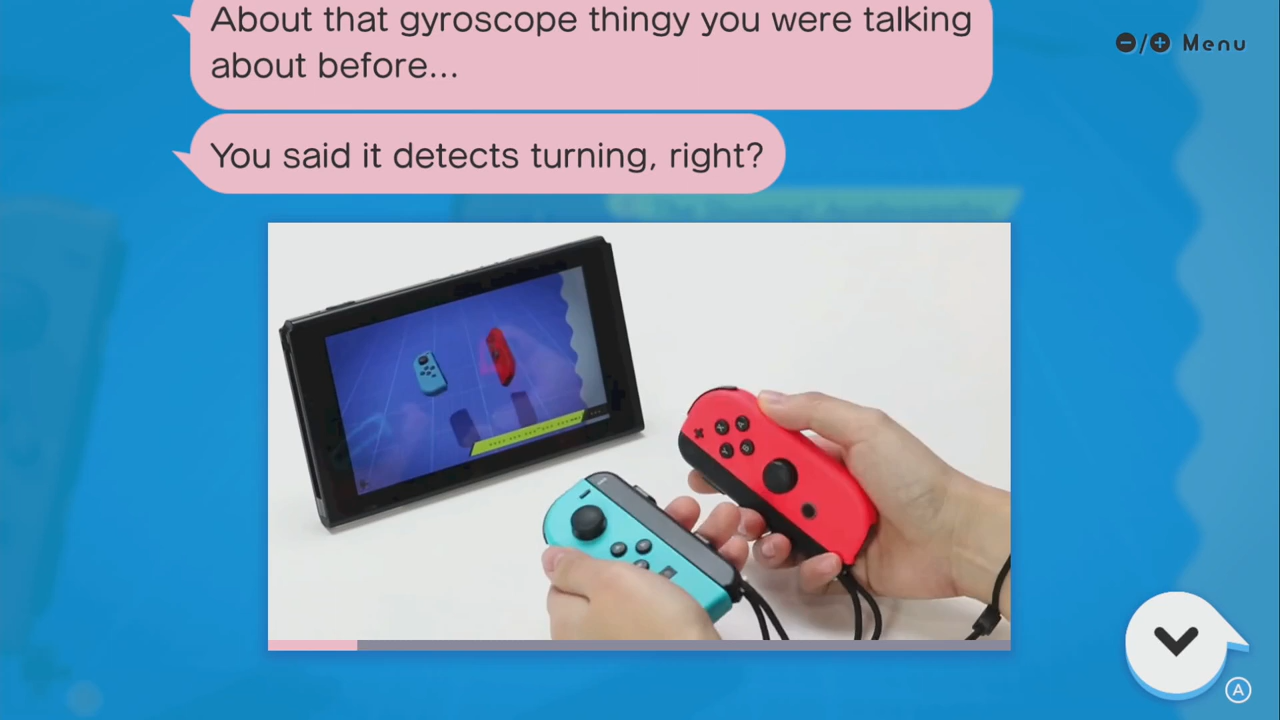 About that gyroscope thingy you were talking
about before...
You said it detects turning, right?
-/+ Menu
A